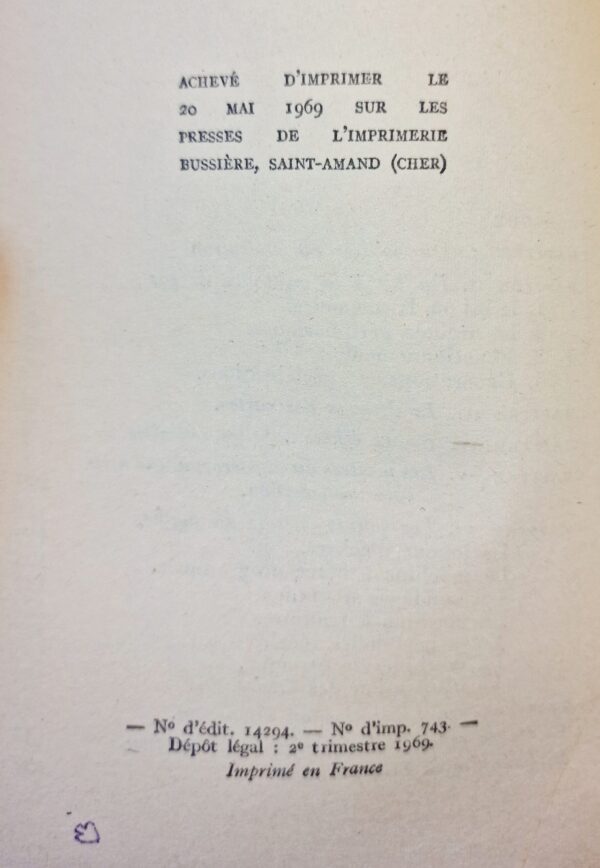 ACHEVÉ D'IMPRIMER LE
20 MAI 1969 SUR LES
PRESSES DE L'IMPRIMERIE
BUSSIÈRE, SAINT-AMAND (CHER)
— Nº d'édit. 14294. — Nº d'imp. 743. —
Dépôt légal : 2e trimestre 1969.
Imprimé en France